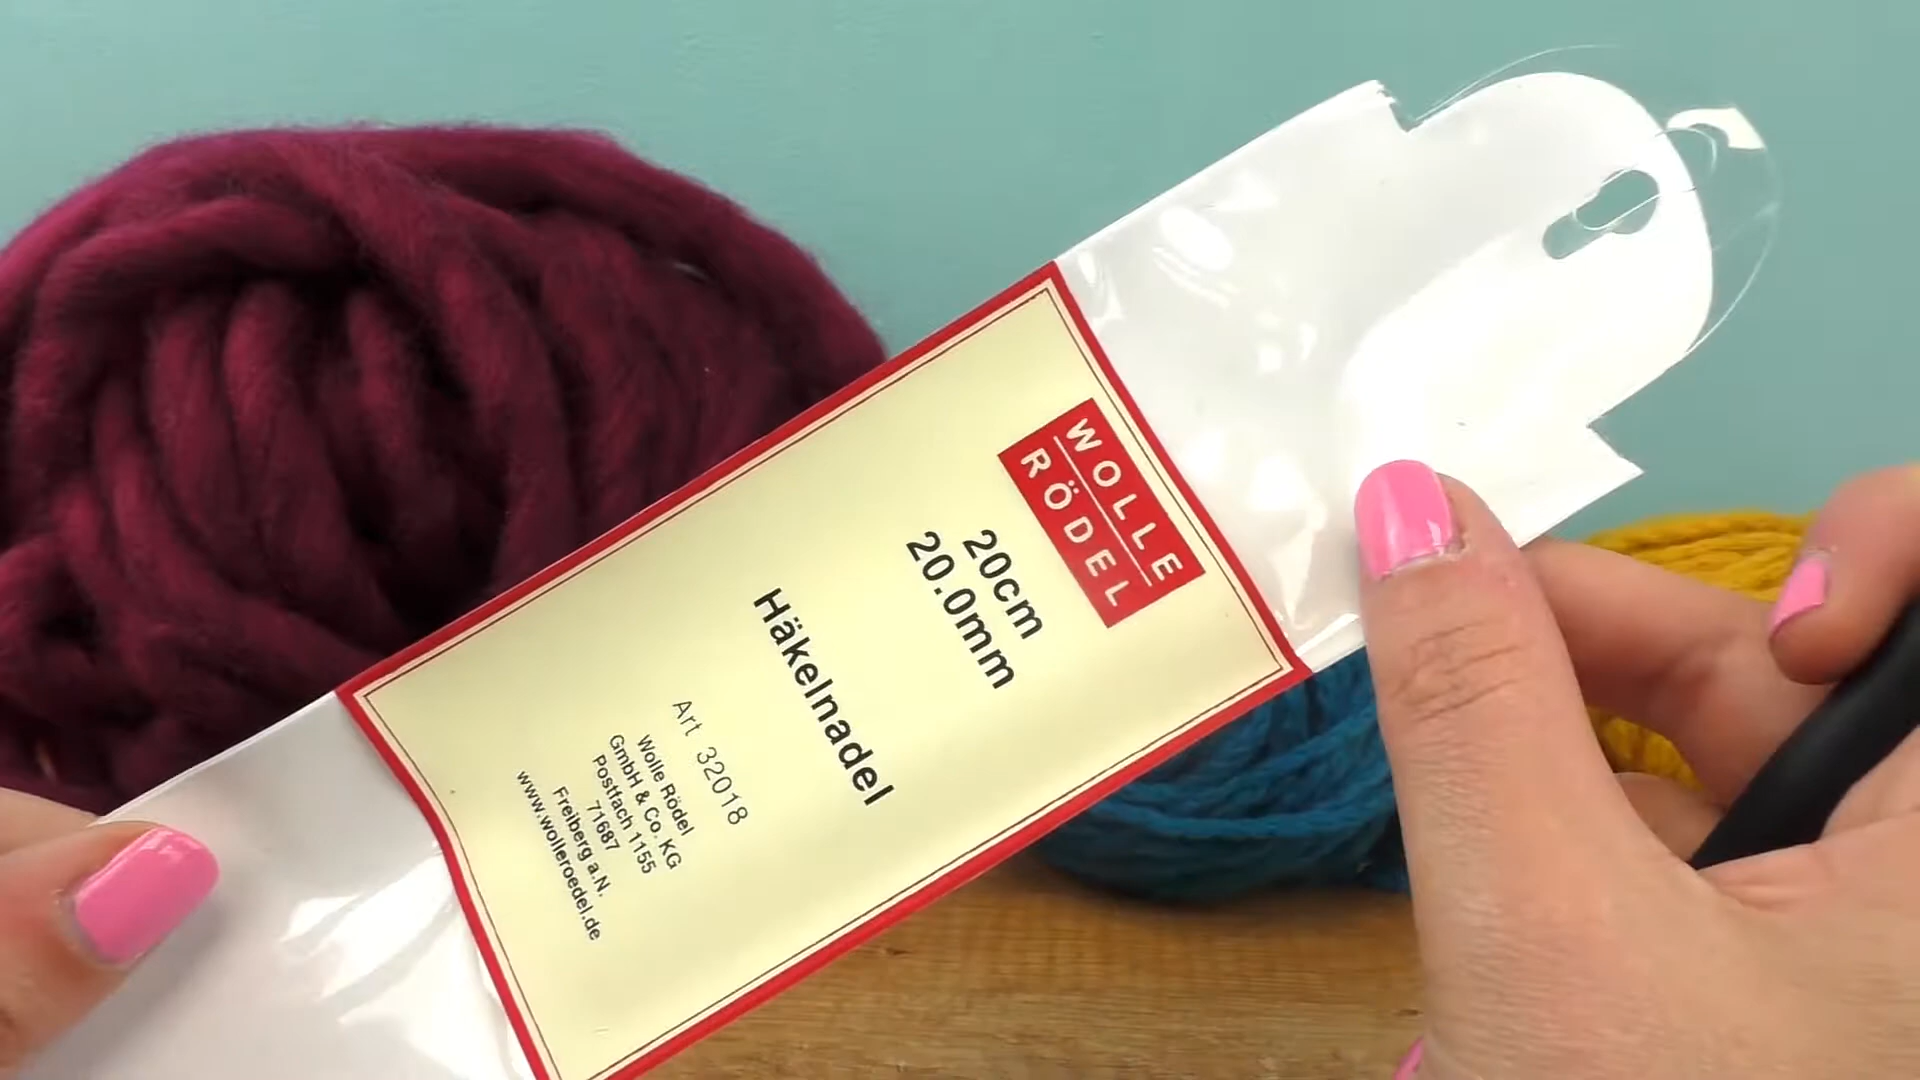 WOLLE
RÖDEL
20cm
20.0mm
Häkelnadel
Art 32018
Wolle Rödel
GmbH & Co. KG
Postfach 1155
71687
Freiberg a.N.
www.wolleroedel.de